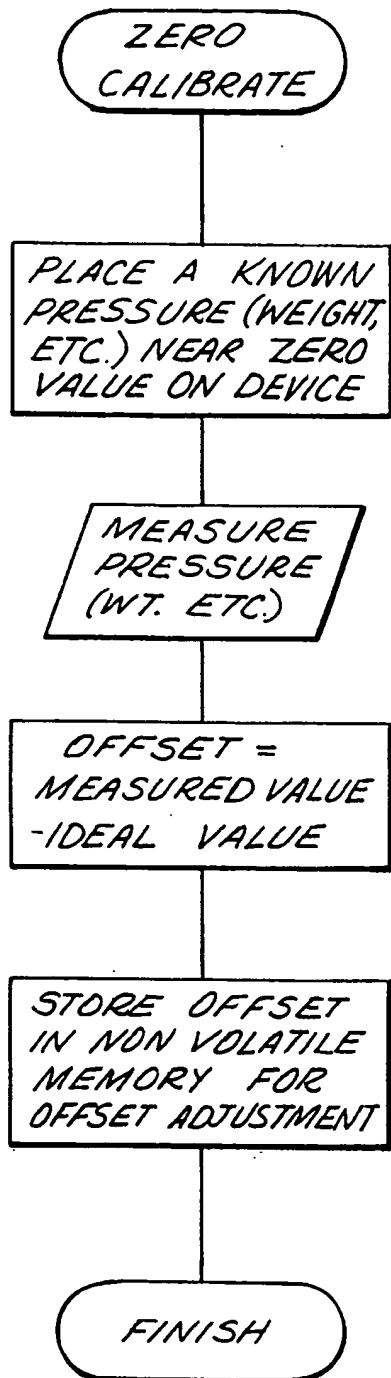 ZERO
CALIBRATE
PLACE A KNOWN
PRESSURE (WEIGHT,
ETC.) NEAR ZERO
VALUE ON DEVICE
MEASURE
PRESSURE
(WT. ETC.)
OFFSET =
MEASURED VALUE
-IDEAL VALUE
STORE OFFSET
IN NON VOLATILE
MEMORY FOR
OFFSET ADJUSTMENT
FINISH